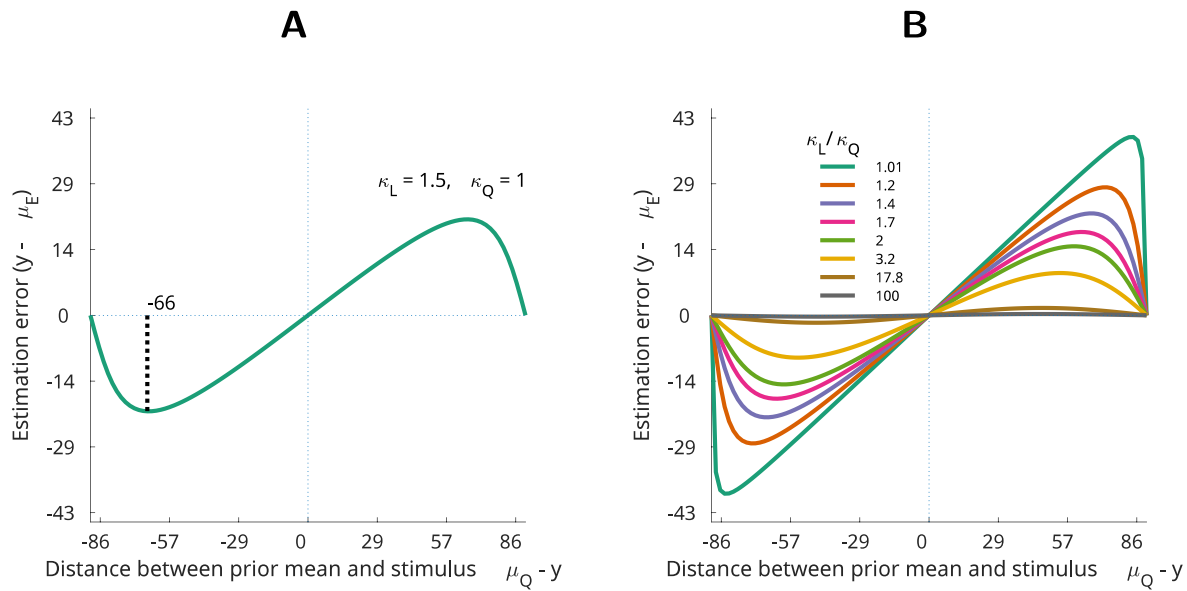 A
43
29
14
0
-14
-29
-43
Estimation error (y - μE)
κL = 1.5, κQ = 1
-66
-86 -57 -29 0 29 57 86
Distance between prior mean and stimulus μQ - y
B
43
29
14
0
-14
-29
-43
Estimation error (y - μE)
κL/κQ
1.01
1.2
1.4
1.7
2
3.2
17.8
100
-86 -57 -29 0 29 57 86
Distance between prior mean and stimulus μQ - y